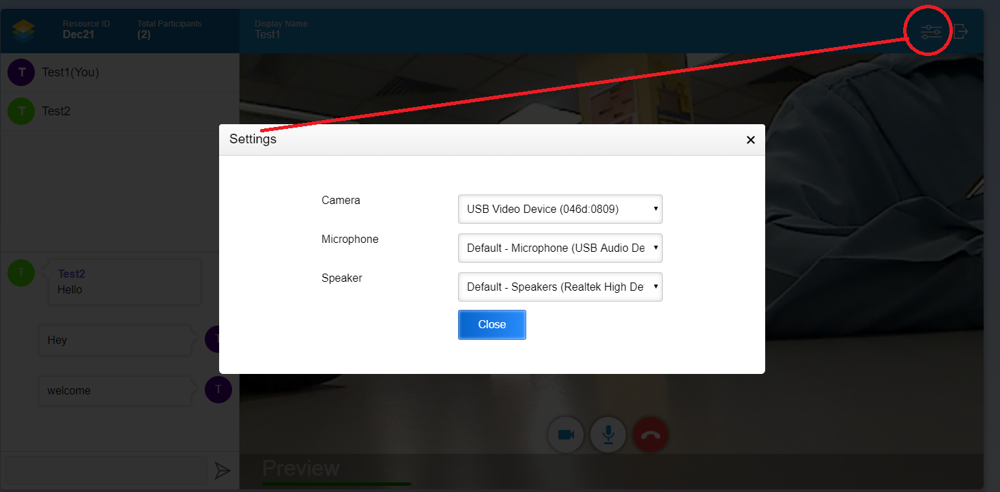 Resource ID
Dec21
Total Participants
(2)
Display Name
Test1
T
Test1(You)
T
Test2
Settings
×
Camera
USB Video Device (046d:0809)
Microphone
Default - Microphone (USB Audio De
Speaker
Default - Speakers (Realtek High De
Close
T
Test2
Hello
Hey
T
welcome
T
Preview